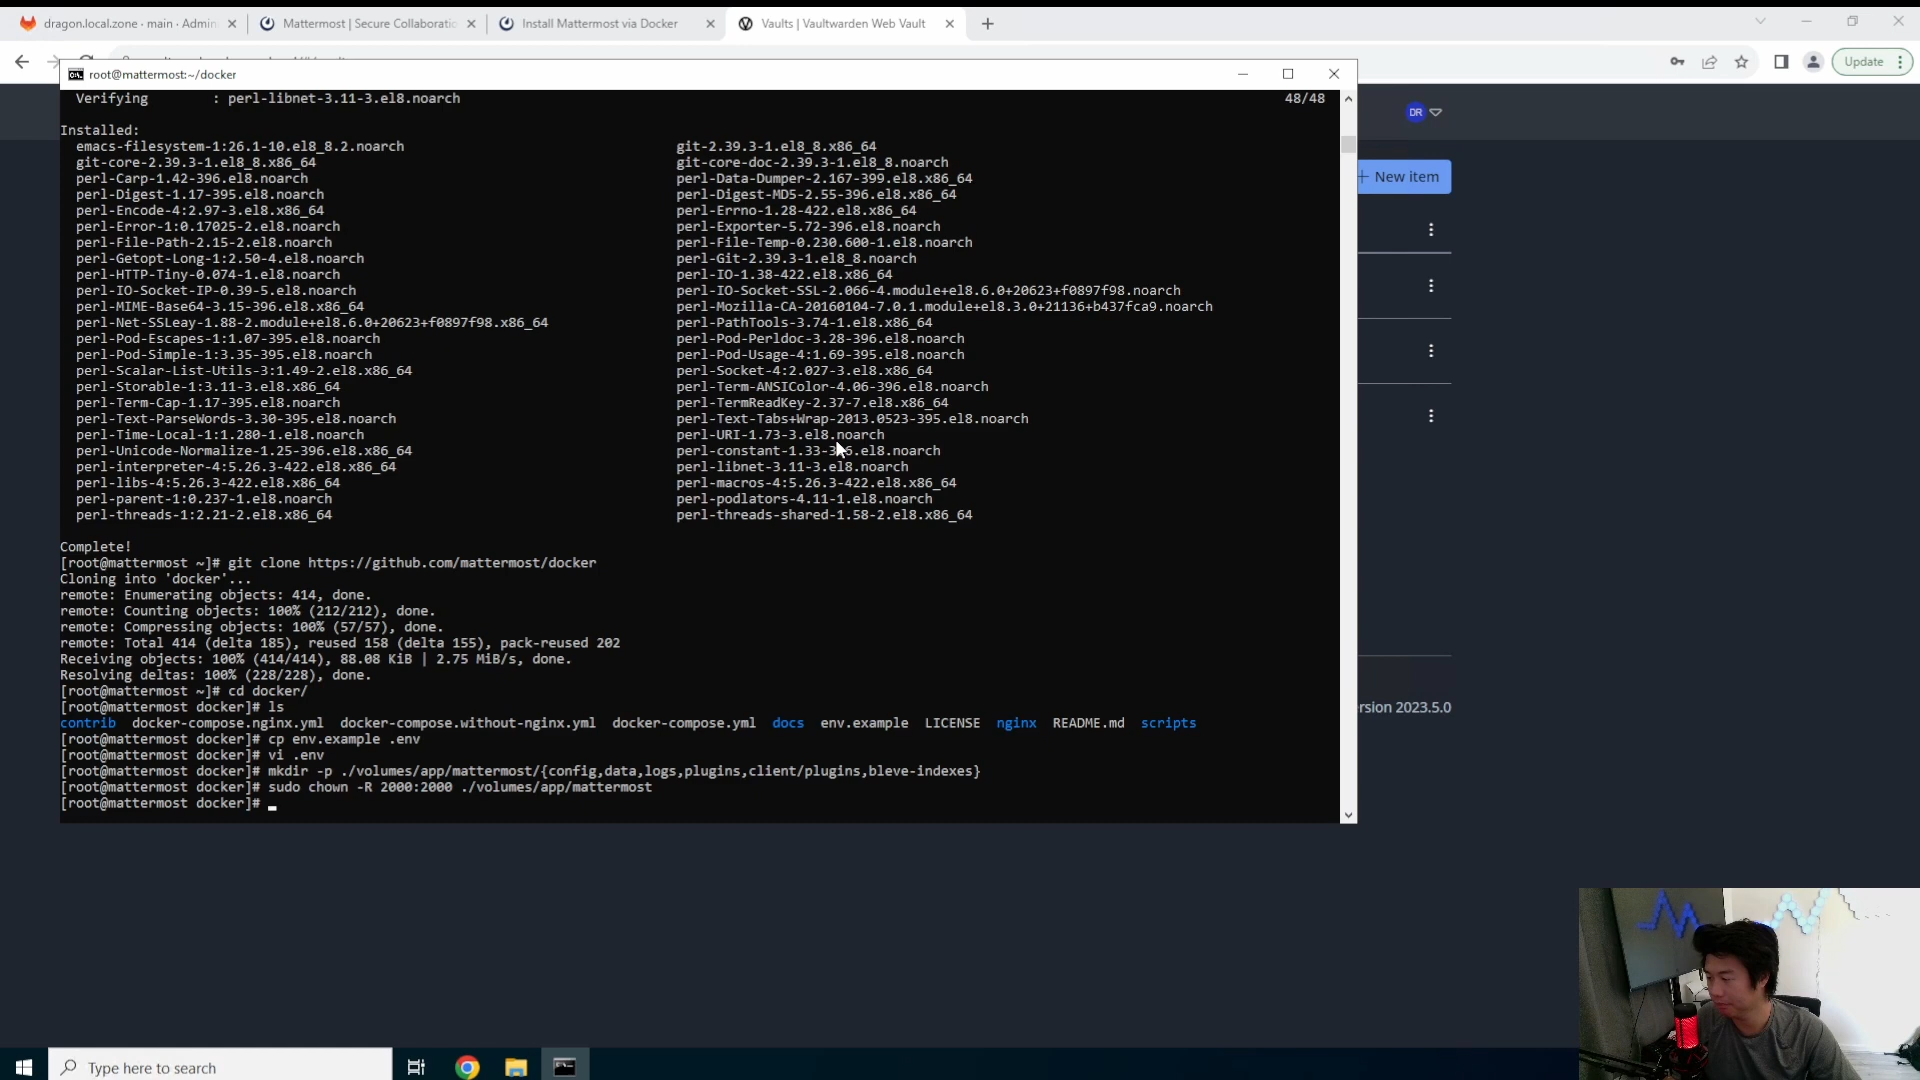 dragon.local.zone · main · Admin
Mattermost | Secure Collaboratio
Install Mattermost via Docker
Vaults | Vaultwarden Web Vault
Update
root@mattermost:~/docker
Verifying : perl-libnet-3.11-3.el8.noarch 48/48
DR
New item
Installed:
emacs-filesystem-1:26.1-10.el8_8.2.noarch git-2.39.3-1.el8_8.x86_64
git-core-2.39.3-1.el8_8.x86_64 git-core-doc-2.39.3-1.el8_8.noarch
perl-Carp-1.42-396.el8.noarch perl-Data-Dumper-2.167-399.el8.x86_64
perl-Digest-1.17-395.el8.noarch perl-Digest-MD5-2.55-396.el8.x86_64
perl-Encode-4:2.97-3.el8.x86_64 perl-Errno-1.28-422.el8.x86_64
perl-Error-1:0.17025-2.el8.noarch perl-Exporter-5.72-396.el8.noarch
perl-File-Path-2.15-2.el8.noarch perl-File-Temp-0.230.600-1.el8.noarch
perl-Getopt-Long-1:2.50-4.el8.noarch perl-Git-2.39.3-1.el8_8.noarch
perl-HTTP-Tiny-0.074-1.el8.noarch perl-IO-1.38-422.el8.x86_64
perl-IO-Socket-IP-0.39-5.el8.noarch perl-IO-Socket-SSL-2.066-4.module+el8.6.0+20623+f0897f98.noarch
perl-MIME-Base64-3.15-396.el8.x86_64 perl-Mozilla-CA-20160104-7.0.1.module+el8.3.0+21136+b437fca9.noarch
perl-Net-SSLeay-1.88-2.module+el8.6.0+20623+f0897f98.x86_64 perl-PathTools-3.74-1.el8.x86_64
perl-Pod-Escapes-1:1.07-395.el8.noarch perl-Pod-Perldoc-3.28-396.el8.noarch
perl-Pod-Simple-1:3.35-395.el8.noarch perl-Pod-Usage-4:1.69-395.el8.noarch
perl-Scalar-List-Utils-3:1.49-2.el8.x86_64 perl-Socket-4:2.027-3.el8.x86_64
perl-Storable-1:3.11-3.el8.x86_64 perl-Term-ANSIColor-4.06-396.el8.noarch
perl-Term-Cap-1.17-395.el8.noarch perl-TermReadKey-2.37-7.el8.x86_64
perl-Text-ParseWords-3.30-395.el8.noarch perl-Text-Tabs+Wrap-2013.0523-395.el8.noarch
perl-Time-Local-1:1.280-1.el8.noarch perl-URI-1.73-3.el8.noarch
perl-Unicode-Normalize-1.25-396.el8.x86_64 perl-constant-1.33-396.el8.noarch
perl-interpreter-4:5.26.3-422.el8.x86_64 perl-libnet-3.11-3.el8.noarch
perl-libs-4:5.26.3-422.el8.x86_64 perl-macros-4:5.26.3-422.el8.x86_64
perl-parent-1:0.237-1.el8.noarch perl-podlators-4.11-1.el8.noarch
perl-threads-1:2.21-2.el8.x86_64 perl-threads-shared-1.58-2.el8.x86_64
Complete!
[root@mattermost ~]# git clone https://github.com/mattermost/docker
Cloning into 'docker'...
remote: Enumerating objects: 414, done.
remote: Counting objects: 100% (212/212), done.
remote: Compressing objects: 100% (57/57), done.
remote: Total 414 (delta 185), reused 158 (delta 155), pack-reused 202
Receiving objects: 100% (414/414), 88.08 KiB | 2.75 MiB/s, done.
Resolving deltas: 100% (228/228), done.
[root@mattermost ~]# cd docker/
[root@mattermost docker]# ls
rsion 2023.5.0
contrib docker-compose.nginx.yml docker-compose.without-nginx.yml docker-compose.yml docs env.example LICENSE nginx README.md scripts
[root@mattermost docker]# cp env.example .env
[root@mattermost docker]# vi .env
[root@mattermost docker]# mkdir -p ./volumes/app/mattermost/{config,data,logs,plugins,client/plugins,bleve-indexes}
[root@mattermost docker]# sudo chown -R 2000:2000 ./volumes/app/mattermost
[root@mattermost docker]#
Type here to search